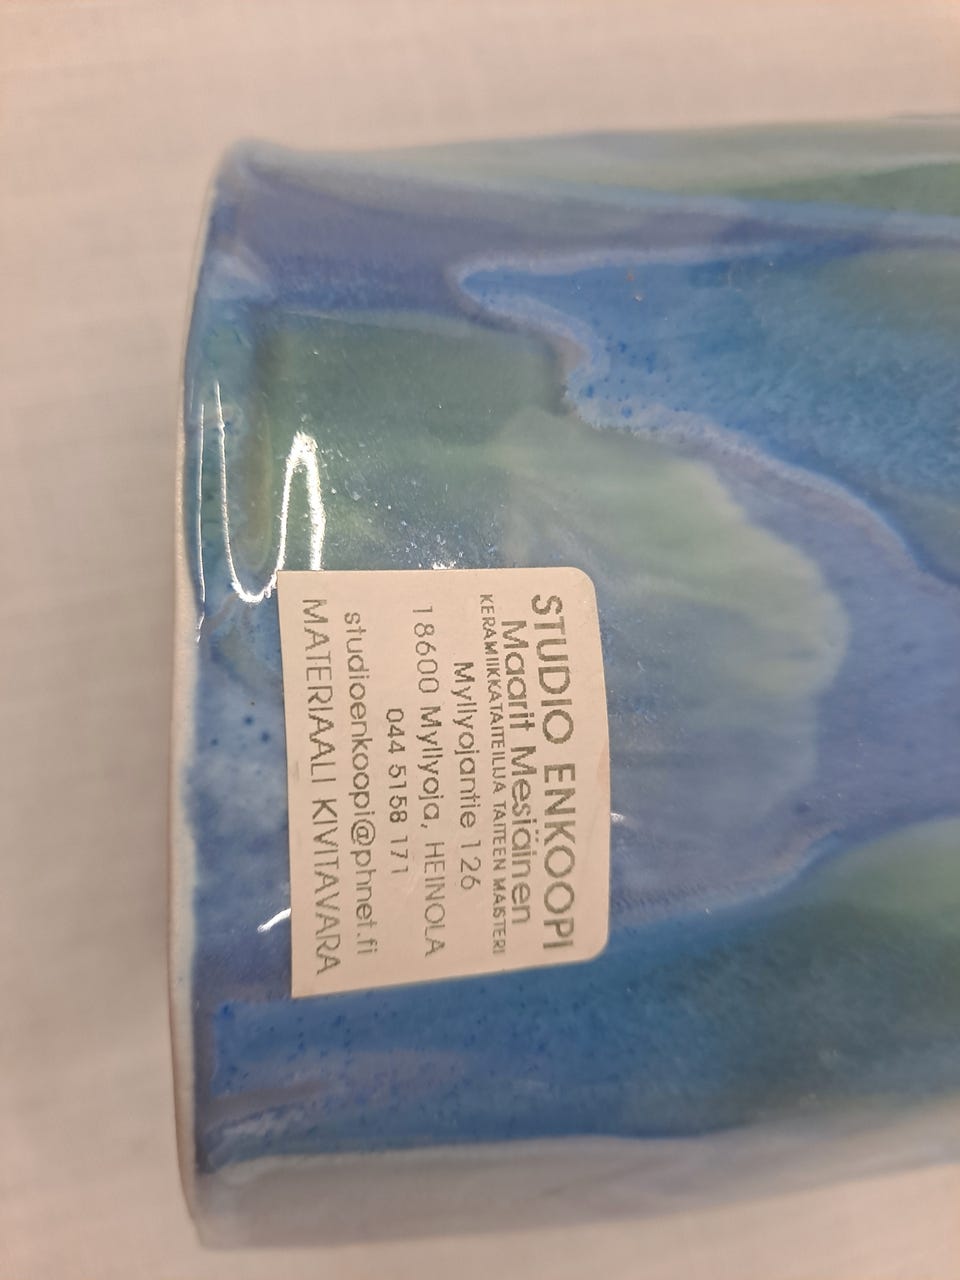 STUDIO ENKOOPI
Maarit Mesiäinen
KERAMIIKKATAITEILIJA TAITEEN MAISTERI
Myllyojantie 126
18600 Myllyoja, HEINOLA
044 5158 171
studioenkoopi@phnet.fi
MATERIAALI KIVITAVARA